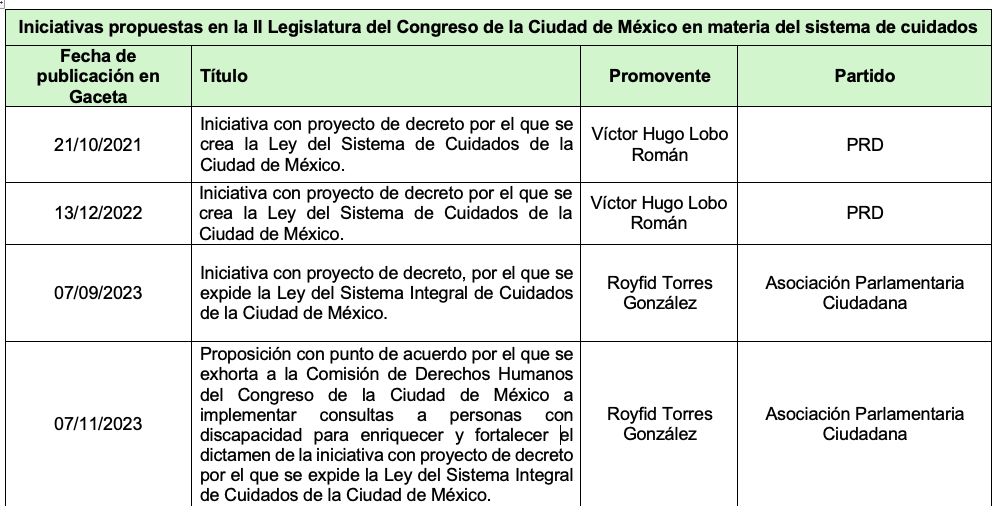 Iniciativas propuestas en la II Legislatura del Congreso de la Ciudad de México en materia del sistema de cuidados
Fecha de
publicación en
Gaceta
Título
Promovente
Partido
21/10/2021
Iniciativa con proyecto de decreto por el que se
crea la Ley del Sistema de Cuidados de la
Ciudad de México.
Víctor Hugo Lobo
Román
PRD
13/12/2022
Iniciativa con proyecto de decreto por el que se
crea la Ley del Sistema de Cuidados de la
Ciudad de México.
Víctor Hugo Lobo
Román
PRD
07/09/2023
Iniciativa con proyecto de decreto, por el que se
expide la Ley del Sistema Integral de Cuidados
de la Ciudad de México.
Royfid Torres
González
Asociación Parlamentaria
Ciudadana
07/11/2023
Proposición con punto de acuerdo por el que se
exhorta a la Comisión de Derechos Humanos
del Congreso de la Ciudad de México a
implementar consultas a personas con
discapacidad para enriquecer y fortalecer el
dictamen de la iniciativa con proyecto de decreto
por el que se expide la Ley del Sistema Integral
de Cuidados de la Ciudad de México.
Royfid Torres
González
Asociación Parlamentaria
Ciudadana